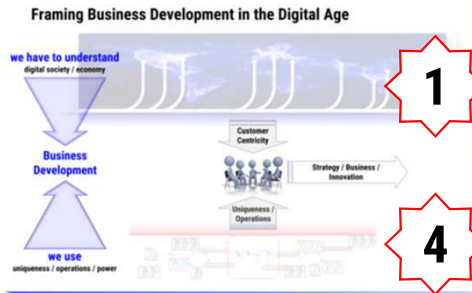 Framing Business Development in the Digital Age
we have to understand
digital society / economy
1
Customer
Centricity
Business
Development
Strategy / Business /
Innovation
Uniqueness /
Operations
4
we use
uniqueness / operations / power